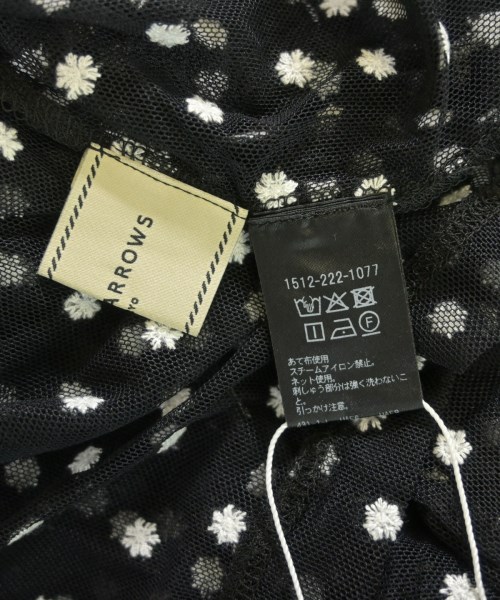 ARROWS
1512-222-1077
あて布使用
スチームアイロン禁止。
ネット使用。
刺しゅう部分は強く洗わないこ
と。
引っかけ注意。